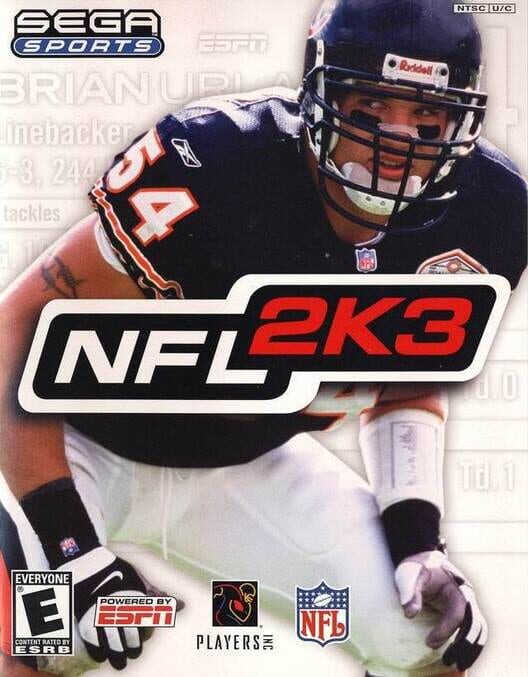 SEGA
SPORTS
NTSC U/C
ESPN
BRIAN URLA
Linebacker
6-3, 244
tackles
Riddell
54
NFL
NFL 2K3
Td.0
Td.1
EVERYONE
E
CONTENT RATED BY
ESRB
POWERED BY
ESPN
PLAYERS INC
NFL